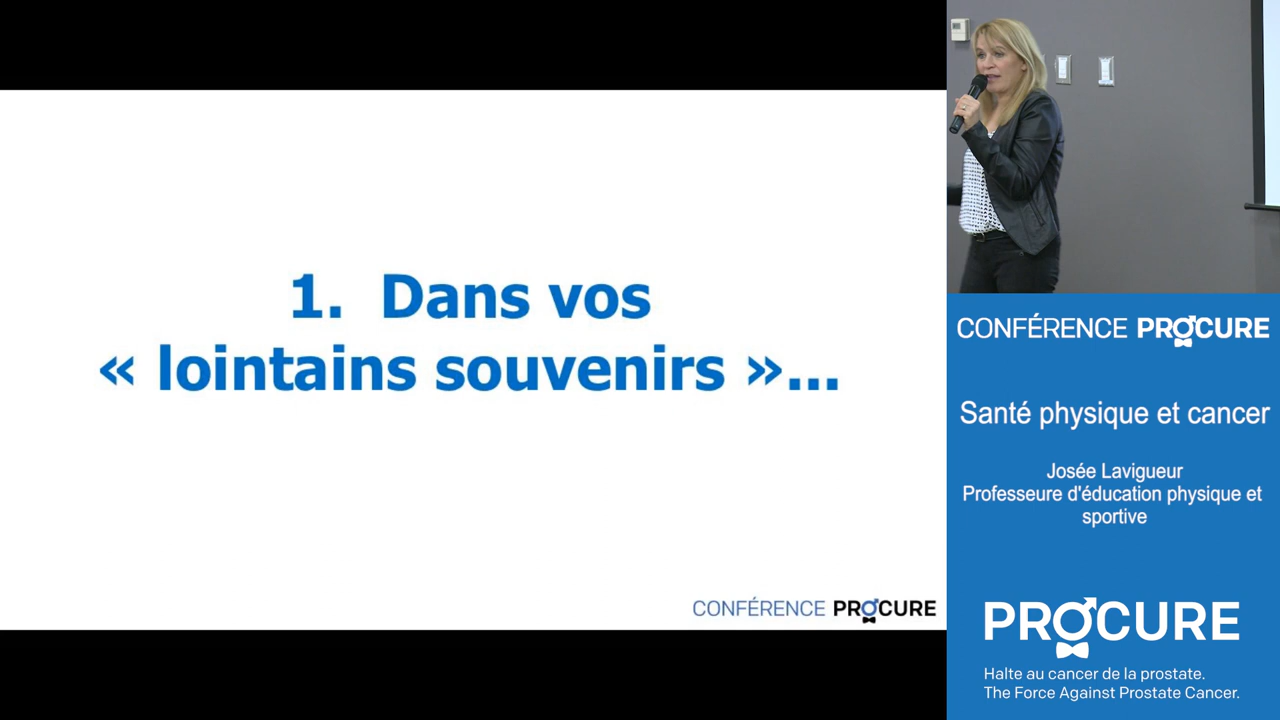 1. Dans vos
« lointains souvenirs »...
CONFÉRENCE PROCURE
CONFÉRENCE PROCURE
Santé physique et cancer
Josée Lavigueur
Professeure d'éducation physique et
sportive
PROCURE
Halte au cancer de la prostate.
The Force Against Prostate Cancer.